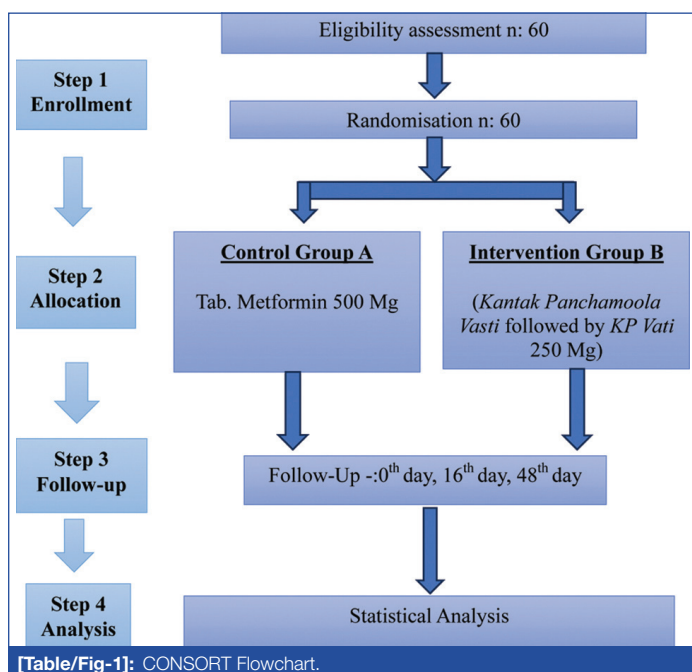 Eligibility assessment n: 60
Step 1
Enrollment
Randomisation n: 60
Step 2
Allocation
Control Group A
Tab. Metformin 500 Mg
Intervention Group B
(Kantak Panchamoola
Vasti followed by KP Vati
250 Mg)
Step 3
Follow-up
Follow-Up -:0th day, 16th day, 48th day
Step 4
Analysis
Statistical Analysis
[Table/Fig-1]: CONSORT Flowchart.